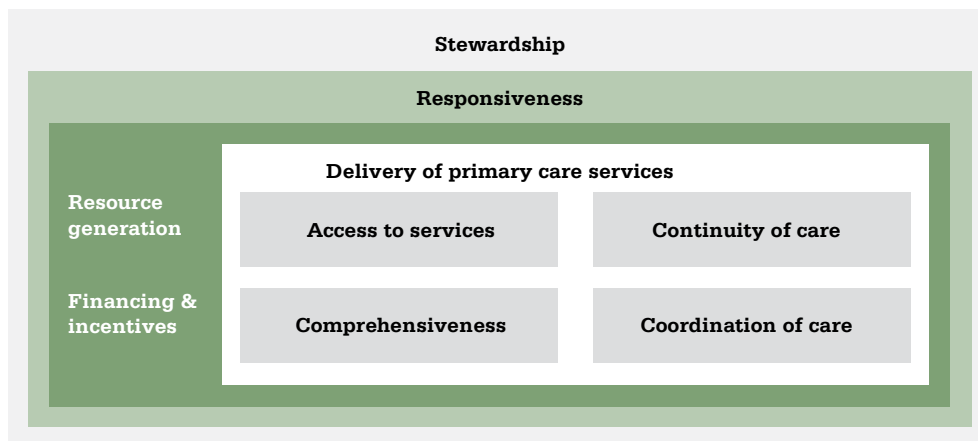 Stewardship
Responsiveness
Delivery of primary care services
Resource
generation
Access to services
Continuity of care
Financing &
incentives
Comprehensiveness
Coordination of care